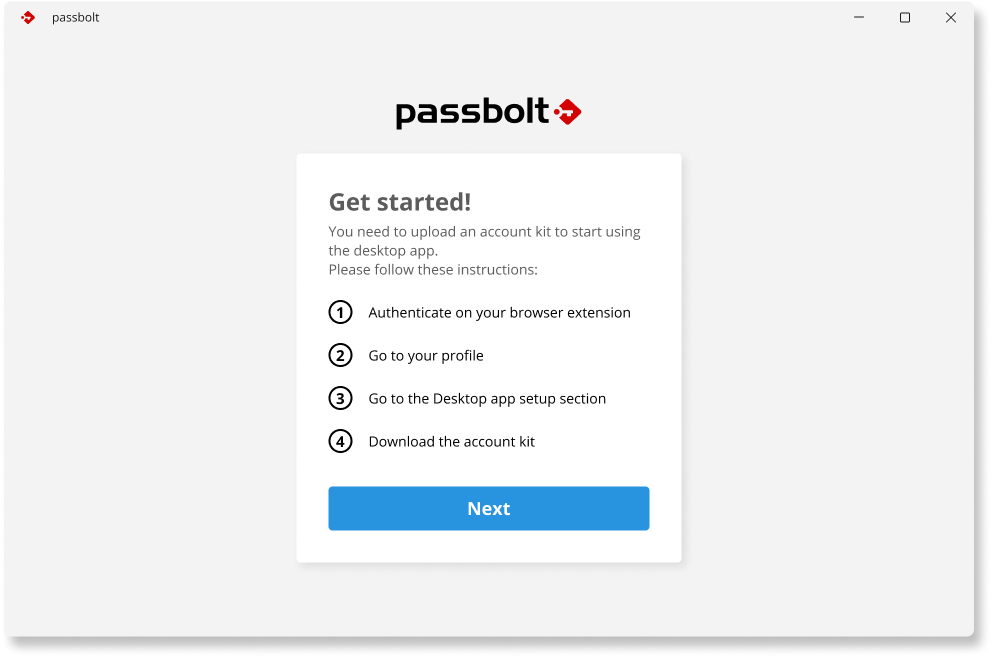 passbolt
passbolt
Get started!
You need to upload an account kit to start using
the desktop app.
Please follow these instructions:
1 Authenticate on your browser extension
2 Go to your profile
3 Go to the Desktop app setup section
4 Download the account kit
Next